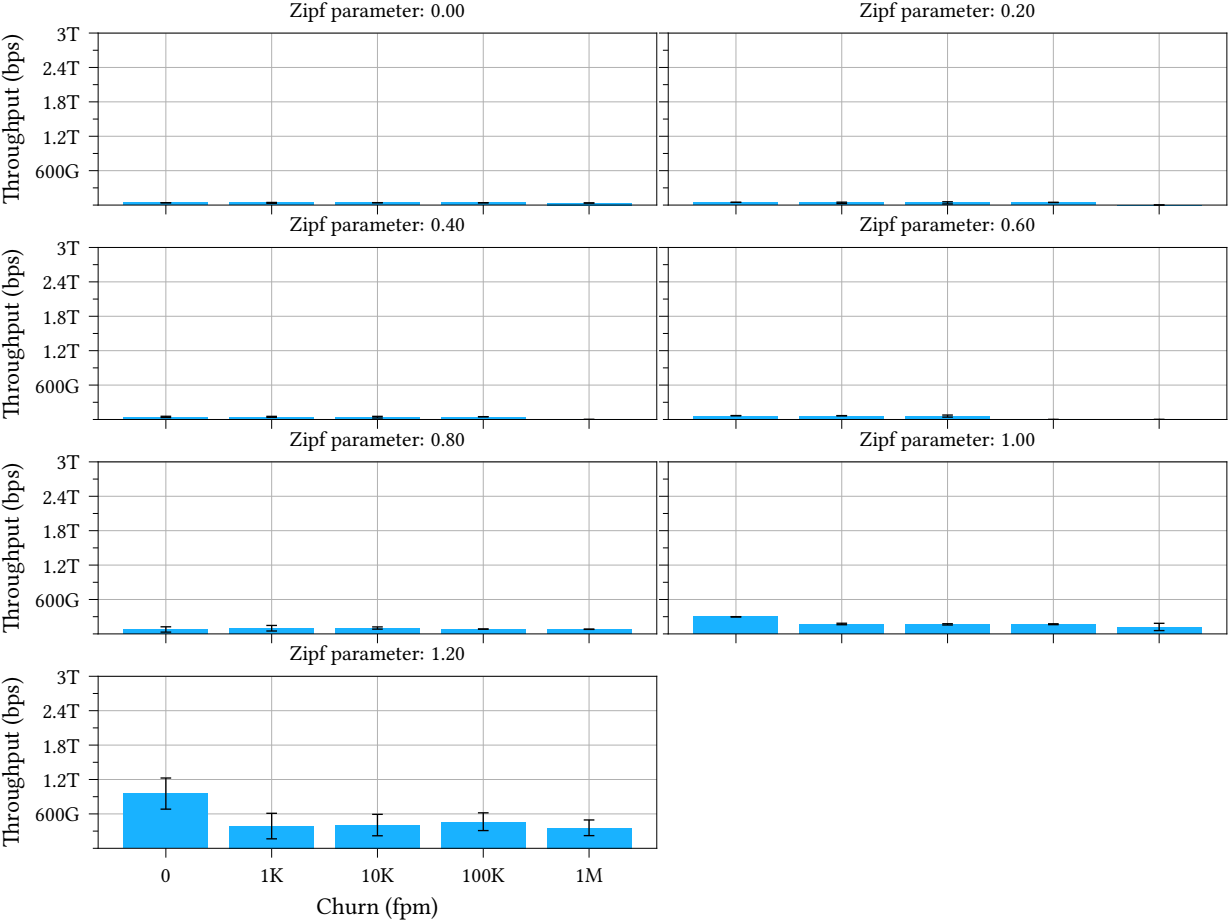 Zipf parameter: 0.00
Zipf parameter: 0.20
Throughput (bps)
3T
2.4T
1.8T
1.2T
600G
Zipf parameter: 0.40
Zipf parameter: 0.60
Throughput (bps)
3T
2.4T
1.8T
1.2T
600G
Zipf parameter: 0.80
Zipf parameter: 1.00
Throughput (bps)
3T
2.4T
1.8T
1.2T
600G
Zipf parameter: 1.20
Throughput (bps)
3T
2.4T
1.8T
1.2T
600G
0 1K 10K 100K 1M
Churn (fpm)